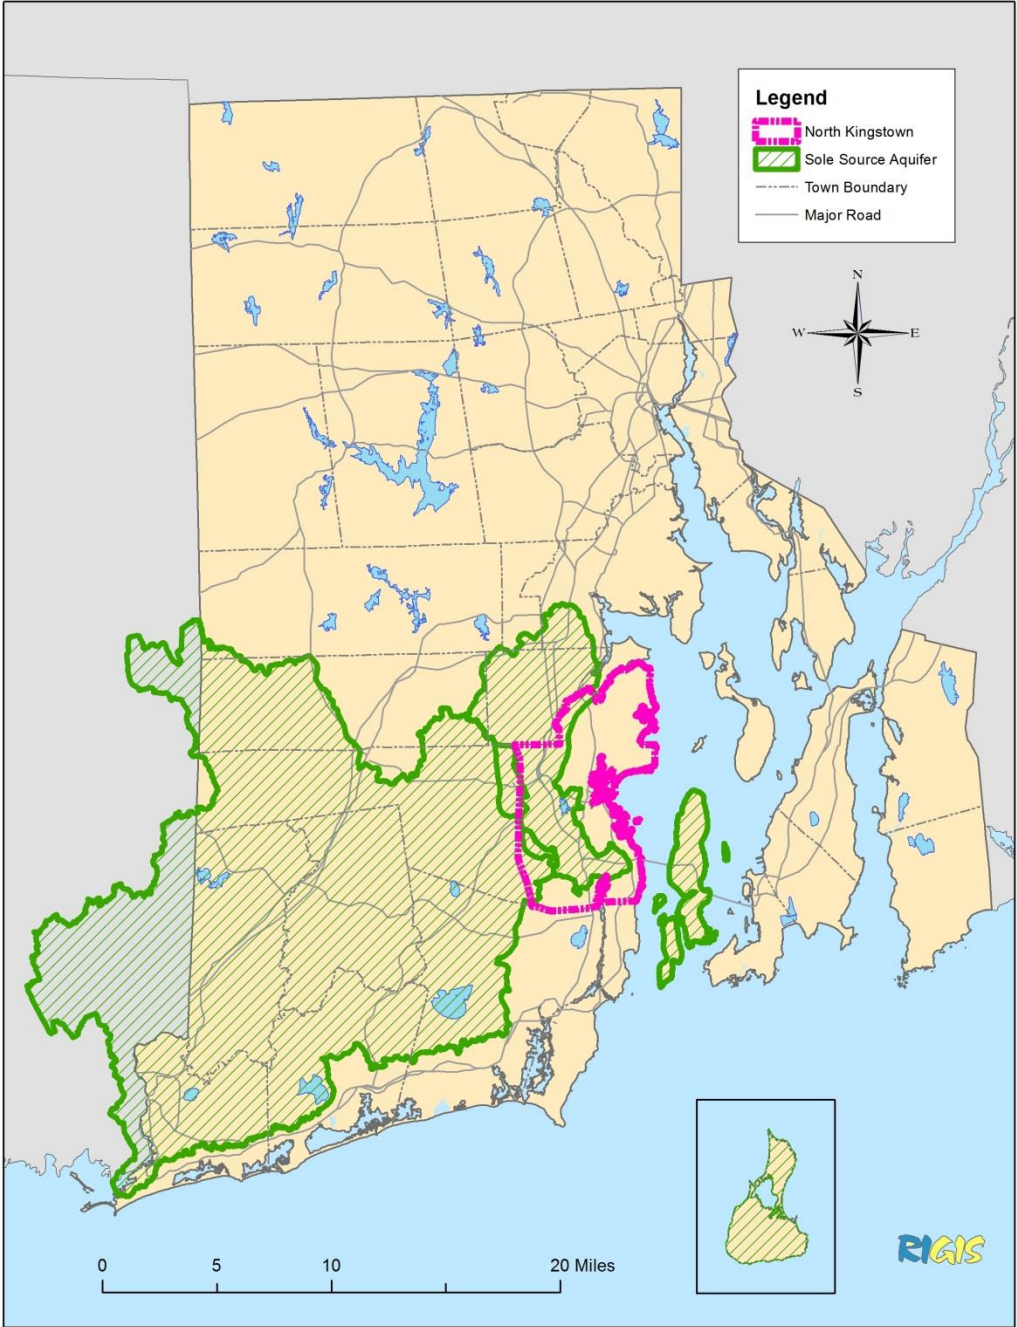 Legend
North Kingstown
Sole Source Aquifer
Town Boundary
Major Road
N
W E
S
0 5 10 20 Miles
RIGIS